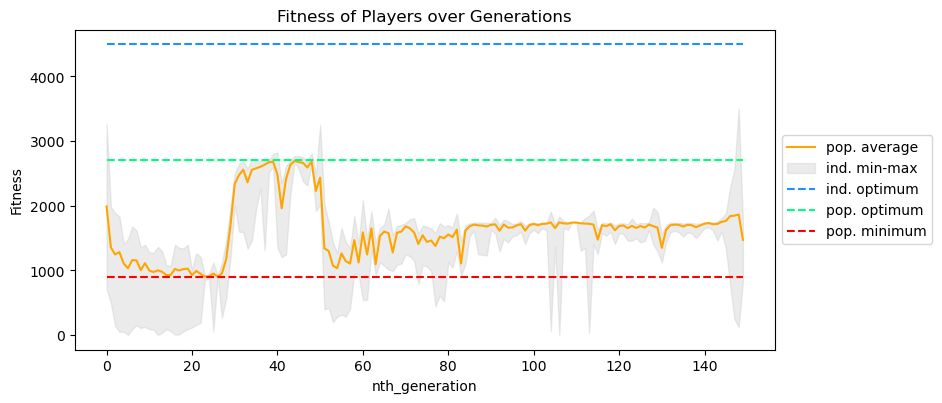 Fitness of Players over Generations
Fitness
4000
3000
2000
1000
0
0
20
40
60
80
100
120
140
nth_generation
pop. average
ind. min-max
ind. optimum
pop. optimum
pop. minimum